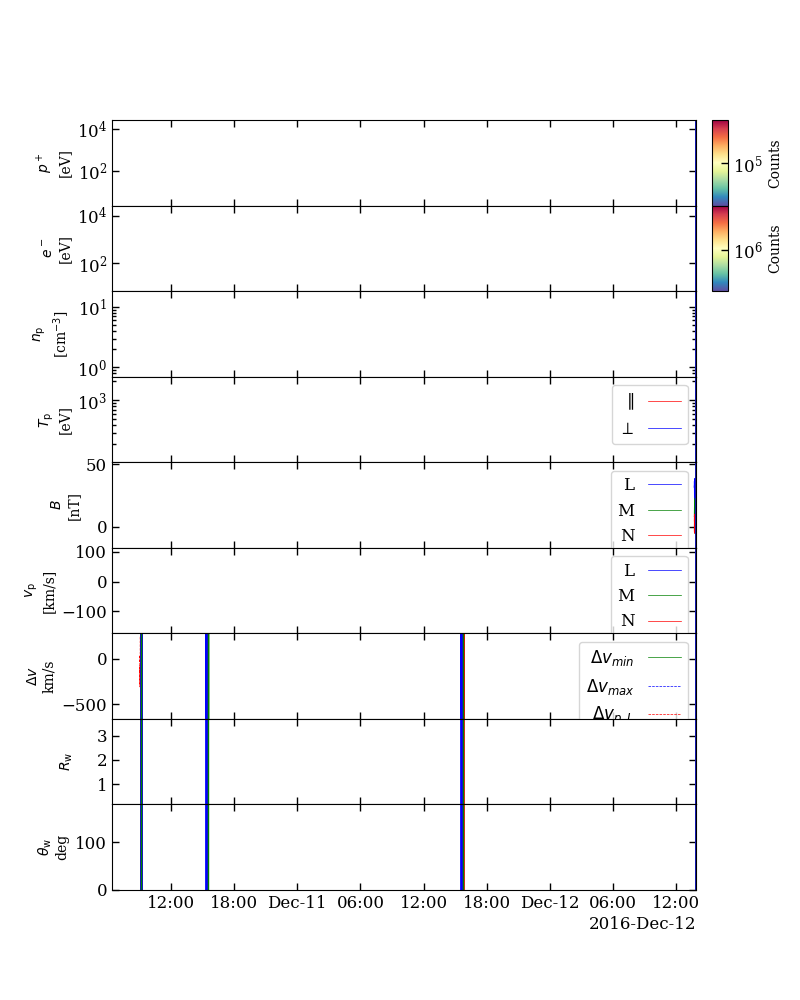 10⁴
10²
p⁺
[eV]
10⁵
Counts
10⁴
10²
e⁻
[eV]
10⁶
Counts
10¹
10⁰
nₚ
[cm⁻³]
10³
Tₚ
[eV]
∥
⊥
50
0
B
[nT]
L
M
N
100
0
−100
vₚ
[km/s]
L
M
N
0
−500
Δv
km/s
Δv_min
Δv_max
3
2
1
R_w
100
0
θ_w
deg
12:00 18:00 Dec-11 06:00 12:00 18:00 Dec-12 06:00 12:00
2016-Dec-12